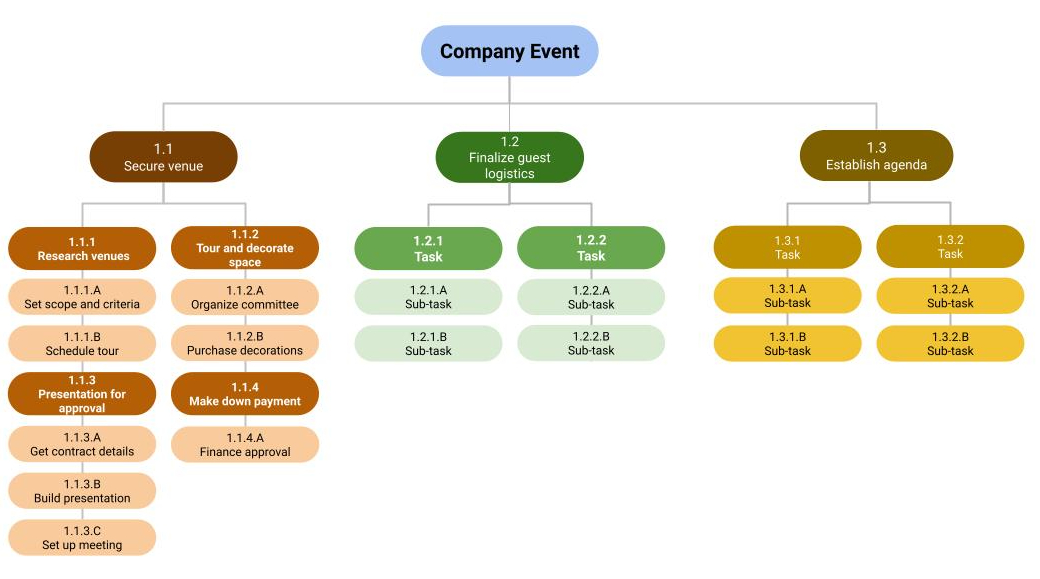 Company Event
1.1
Secure venue
1.2
Finalize guest
logistics
1.3
Establish agenda
1.1.1
Research venues
1.1.1.A
Set scope and criteria
1.1.1.B
Schedule tour
1.1.3
Presentation for
approval
1.1.3.A
Get contract details
1.1.3.B
Build presentation
1.1.3.C
Set up meeting
1.1.2
Tour and decorate
space
1.1.2.A
Organize committee
1.1.2.B
Purchase decorations
1.1.4
Make down payment
1.1.4.A
Finance approval
1.2.1
Task
1.2.1.A
Sub-task
1.2.1.B
Sub-task
1.2.2
Task
1.2.2.A
Sub-task
1.2.2.B
Sub-task
1.3.1
Task
1.3.1.A
Sub-task
1.3.1.B
Sub-task
1.3.2
Task
1.3.2.A
Sub-task
1.3.2.B
Sub-task